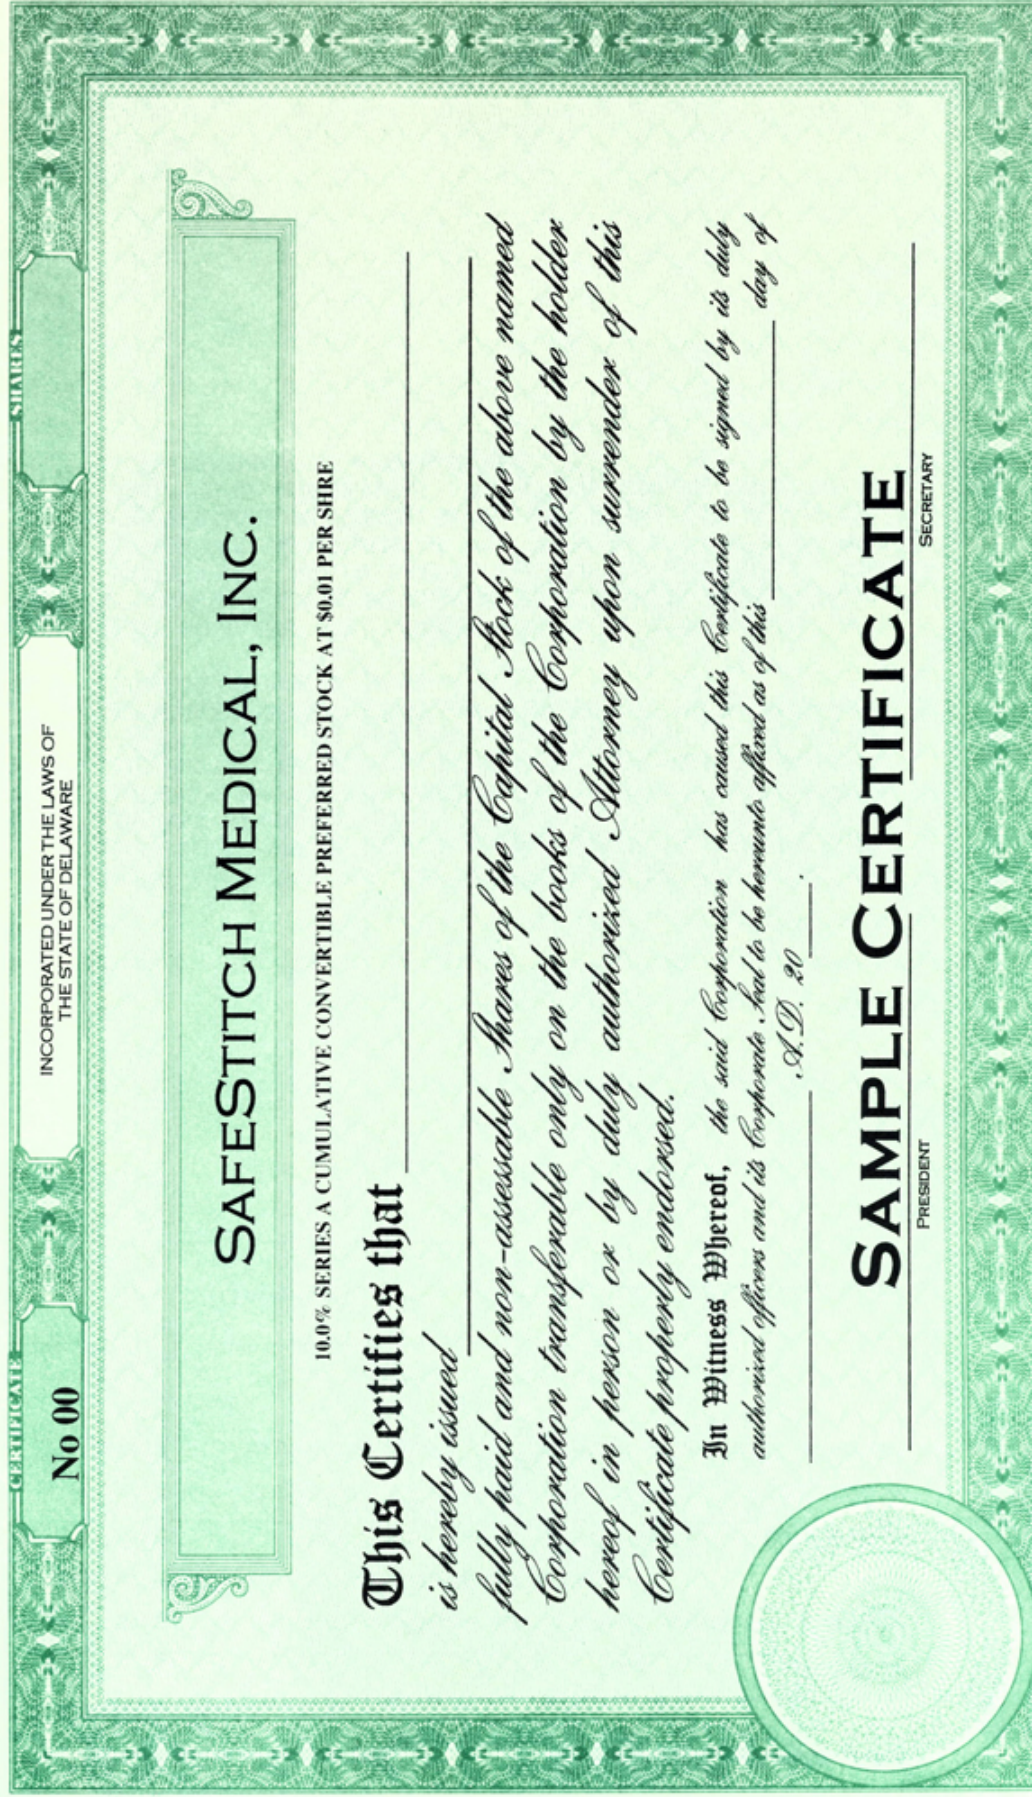 CERTIFICATE
No 00
INCORPORATED UNDER THE LAWS OF
THE STATE OF DELAWARE
SHARES
SAFESTITCH MEDICAL, INC.
10.0% SERIES A CUMULATIVE CONVERTIBLE PREFERRED STOCK AT $0.01 PER SHRE
This Certifies that
is hereby issued
fully paid and non-assessable Shares of the Capital Stock of the above named
Corporation transferable only on the books of the Corporation by the holder
hereof in person or by duly authorized Attorney upon surrender of this
Certificate properly endorsed.
In Witness Whereof, the said Corporation has caused this Certificate to be signed by its duly
authorized officers and its Corporate Seal to be hereunto affixed as of this day of
A.D. 20 .
SAMPLE CERTIFICATE
PRESIDENT SECRETARY